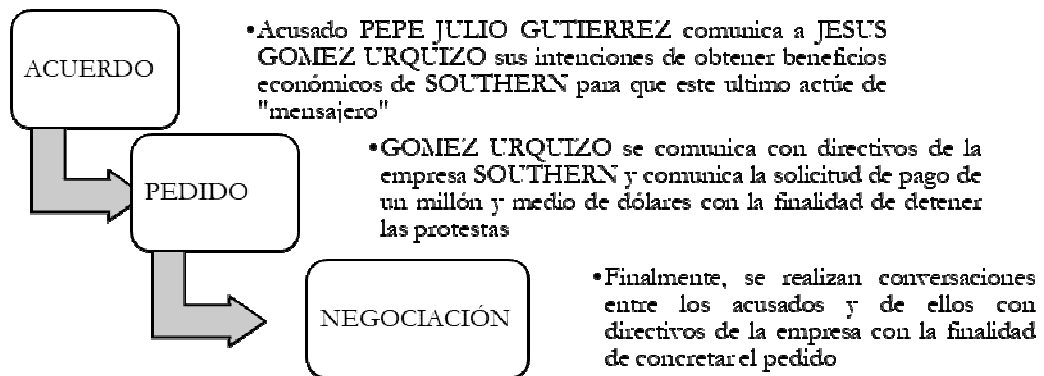 ACUERDO
•Acusado PEPE JULIO GUTIERREZ comunica a JESUS
GOMEZ URQUIZO sus intenciones de obtener beneficios
económicos de SOUTHERN para que este ultimo actúe de
"mensajero"
PEDIDO
•GOMEZ URQUIZO se comunica con directivos de la
empresa SOUTHERN y comunica la solicitud de pago de
un millón y medio de dólares con la finalidad de detener
las protestas
NEGOCIACIÓN
•Finalmente, se realizan conversaciones
entre los acusados y de ellos con
directivos de la empresa con la finalidad
de concretar el pedido